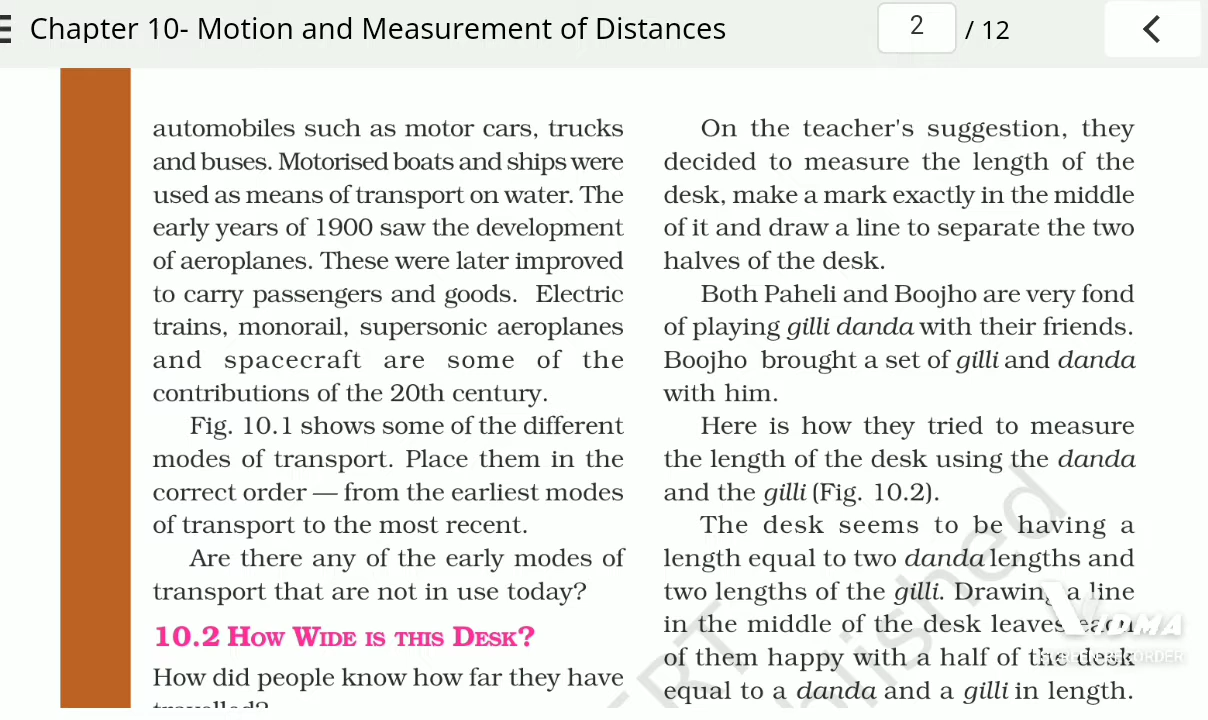 Chapter 10- Motion and Measurement of Distances
2 / 12
automobiles such as motor cars, trucks
and buses. Motorised boats and ships were
used as means of transport on water. The
early years of 1900 saw the development
of aeroplanes. These were later improved
to carry passengers and goods. Electric
trains, monorail, supersonic aeroplanes
and spacecraft are some of the
contributions of the 20th century.
Fig. 10.1 shows some of the different
modes of transport. Place them in the
correct order — from the earliest modes
of transport to the most recent.
Are there any of the early modes of
transport that are not in use today?
10.2 HOW WIDE IS THIS DESK?
How did people know how far they have
travelled?
On the teacher's suggestion, they
decided to measure the length of the
desk, make a mark exactly in the middle
of it and draw a line to separate the two
halves of the desk.
Both Paheli and Boojho are very fond
of playing gilli danda with their friends.
Boojho brought a set of gilli and danda
with him.
Here is how they tried to measure
the length of the desk using the danda
and the gilli (Fig. 10.2).
The desk seems to be having a
length equal to two danda lengths and
two lengths of the gilli. Drawing a line
in the middle of the desk leaves each
of them happy with a half of the desk
equal to a danda and a gilli in length.